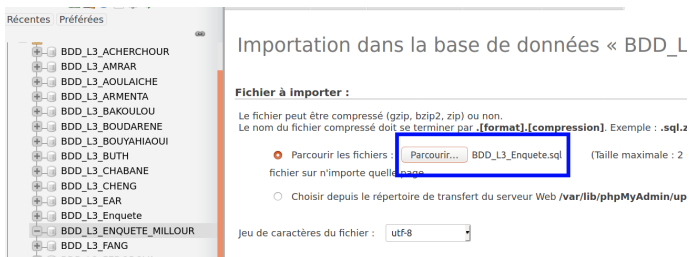 Récentes Préférées
BDD_L3_ACHERCHOUR
BDD_L3_AMRAR
BDD_L3_AOULAICHE
BDD_L3_ARMENTA
BDD_L3_BAKOULOU
BDD_L3_BOUDARENE
BDD_L3_BOUYAHIAOUI
BDD_L3_BUTH
BDD_L3_CHABANE
BDD_L3_CHENG
BDD_L3_EAR
BDD_L3_Enquete
BDD_L3_ENQUETE_MILLOUR
BDD_L3_FANG
Importation dans la base de données « BDD_L
Fichier à importer :
Le fichier peut être compressé (gzip, bzip2, zip) ou non.
Le nom du fichier compressé doit se terminer par .[format].[compression]. Exemple : .sql.z
Parcourir les fichiers : Parcourir... BDD_L3_Enquete.sql (Taille maximale : 2
fichier sur n'importe quelle page.
Choisir depuis le répertoire de transfert du serveur Web /var/lib/phpMyAdmin/up
Jeu de caractères du fichier : utf-8